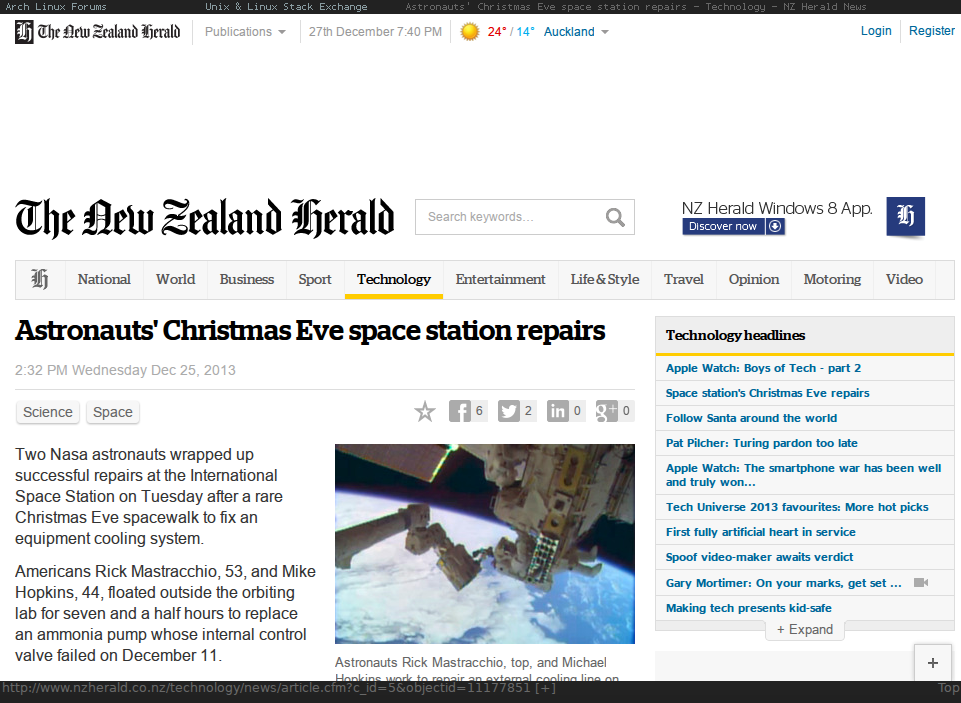 Arch Linux Forums Unix & Linux Stack Exchange Astronauts' Christmas Eve space station repairs - Technology - NZ Herald News
The New Zealand Herald Publications 27th December 7:40 PM 24° / 14° Auckland Login Register
The New Zealand Herald
Search keywords...
NZ Herald Windows 8 App.
Discover now
National World Business Sport Technology Entertainment Life & Style Travel Opinion Motoring Video
Astronauts' Christmas Eve space station repairs
2:32 PM Wednesday Dec 25, 2013
Science Space
6 2 in 0 g+ 0
Two Nasa astronauts wrapped up
successful repairs at the International
Space Station on Tuesday after a rare
Christmas Eve spacewalk to fix an
equipment cooling system.
Americans Rick Mastracchio, 53, and Mike
Hopkins, 44, floated outside the orbiting
lab for seven and a half hours to replace
an ammonia pump whose internal control
valve failed on December 11.
Astronauts Rick Mastracchio, top, and Michael
Hopkins work to repair an external cooling line on
Technology headlines
Apple Watch: Boys of Tech - part 2
Space station's Christmas Eve repairs
Follow Santa around the world
Pat Pilcher: Turing pardon too late
Apple Watch: The smartphone war has been well
and truly won...
Tech Universe 2013 favourites: More hot picks
First fully artificial heart in service
Spoof video-maker awaits verdict
Gary Mortimer: On your marks, get set ...
Making tech presents kid-safe
+ Expand
+
http://www.nzherald.co.nz/technology/news/article.cfm?c_id=5&objectid=11177851 [+] Top